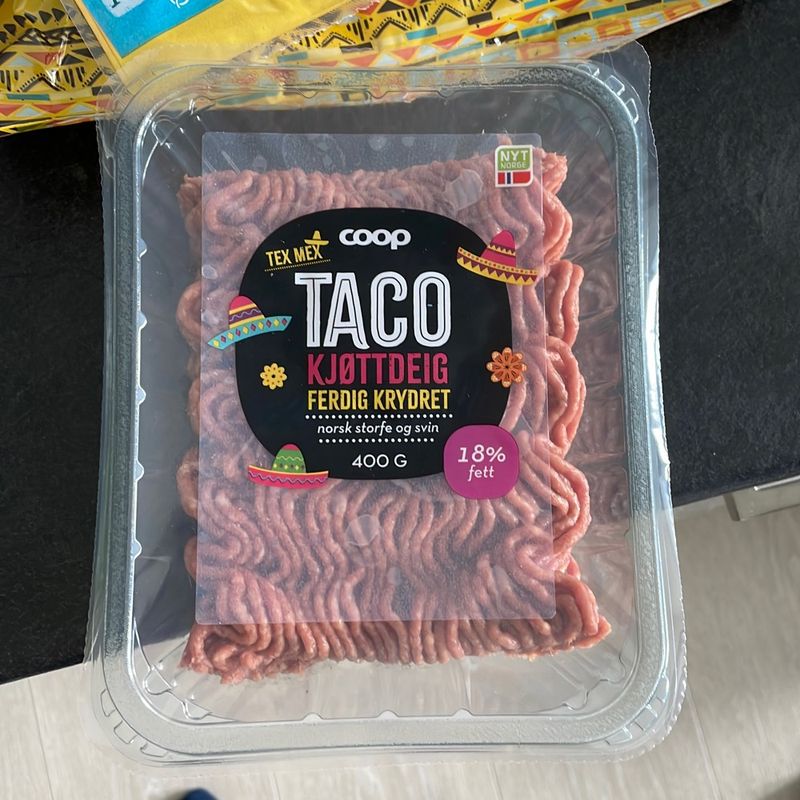 NYT
NORGE
coop
TEX MEX
TACO
KJØTTDEIG
FERDIG KRYDRET
norsk storfe og svin
400 G
18%
fett